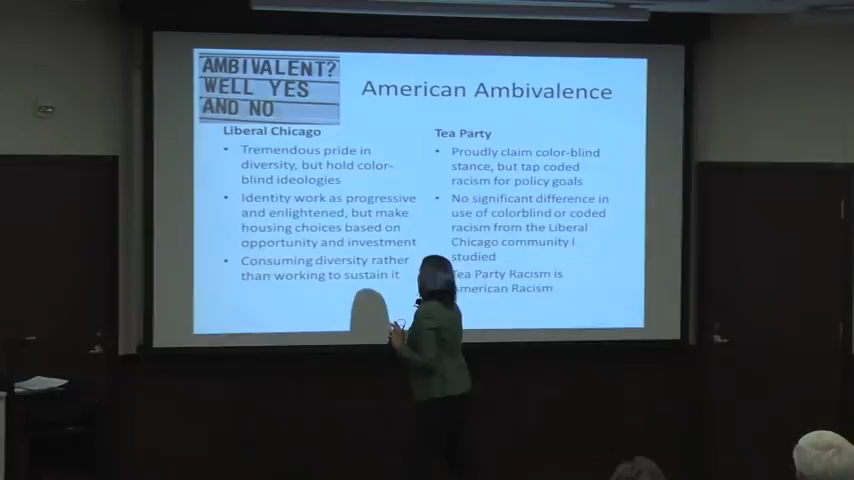 AMBIVALENT?
WELL YES
AND NO
American Ambivalence
Liberal Chicago
• Tremendous pride in
diversity, but hold color-
blind ideologies
• Identity work as progressive
and enlightened, but make
housing choices based on
opportunity and investment
• Consuming diversity rather
than working to sustain it
Tea Party
• Proudly claim color-blind
stance, but tap coded
racism for policy goals
• No significant difference in
use of colorblind or coded
racism from the Liberal
Chicago community I
studied
Tea Party Racism is
American Racism